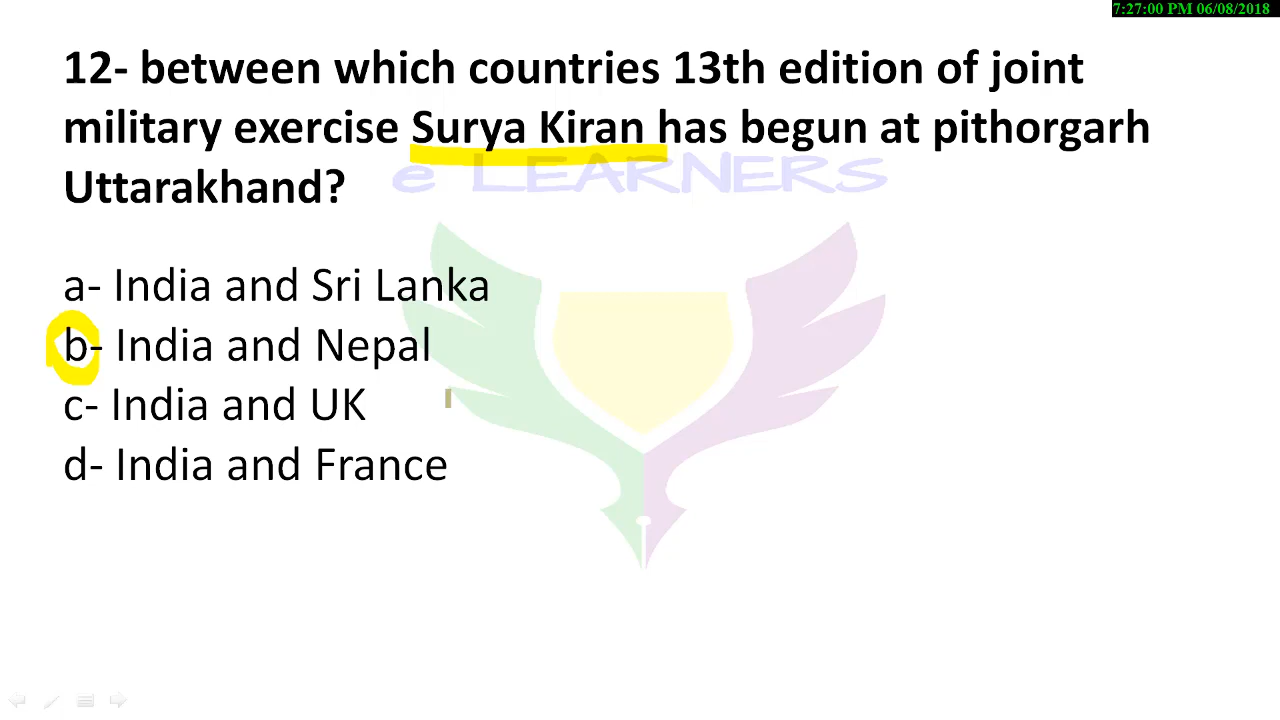 7:27:00 PM 06/08/2018
12- between which countries 13th edition of joint
military exercise Surya Kiran has begun at pithorgarh
Uttarakhand?
e LEARNERS
a- India and Sri Lanka
b- India and Nepal
c- India and UK
d- India and France